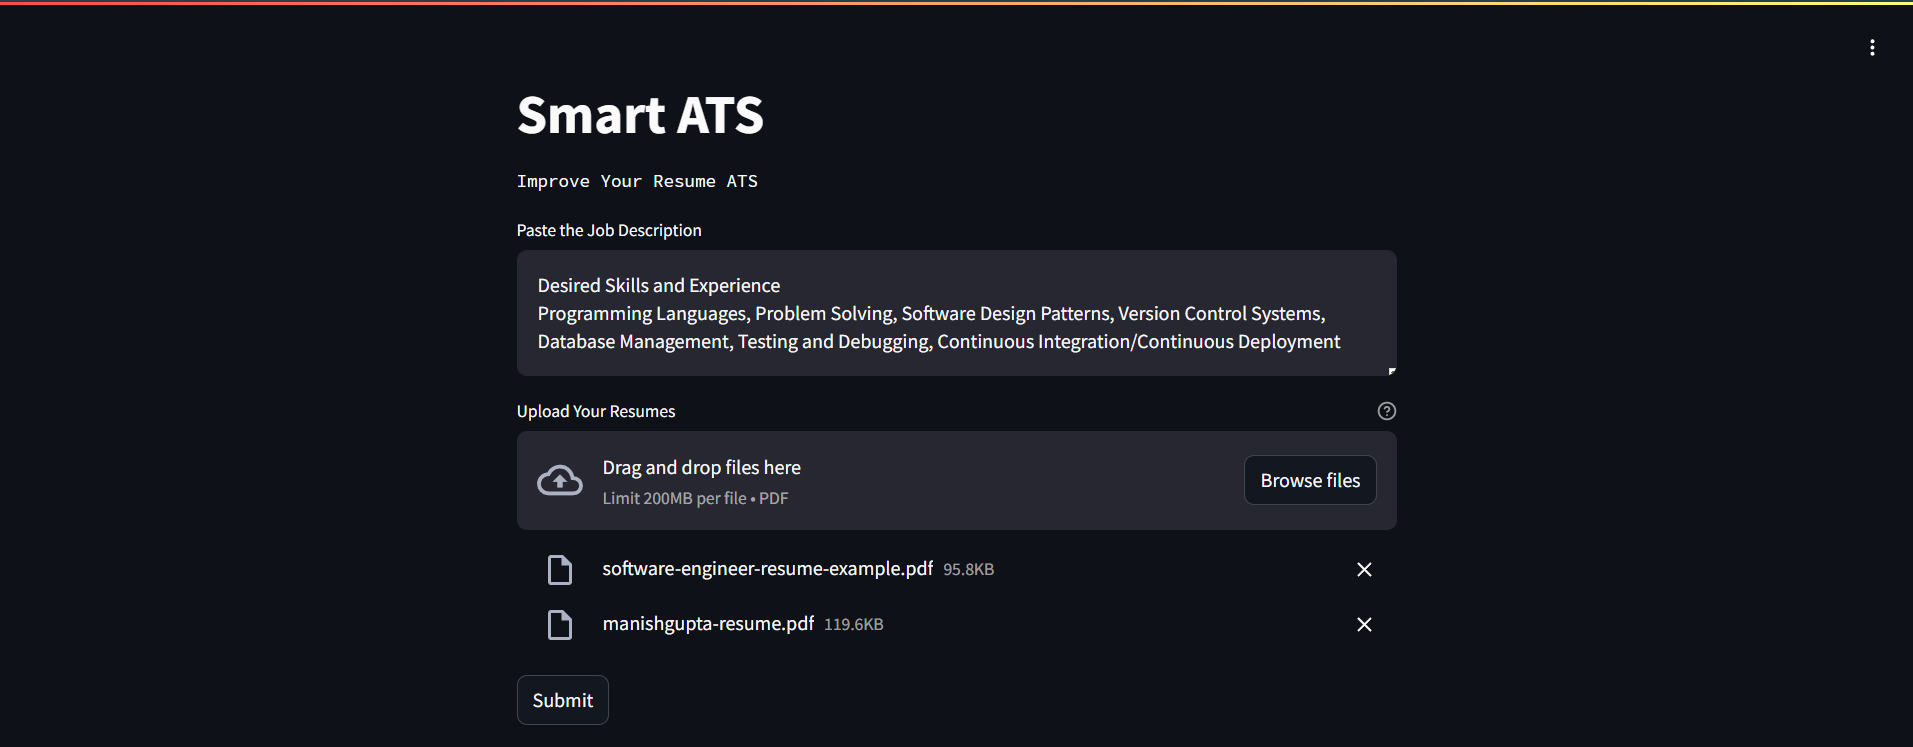 Smart ATS
Improve Your Resume ATS
Paste the Job Description
Desired Skills and Experience
Programming Languages, Problem Solving, Software Design Patterns, Version Control Systems,
Database Management, Testing and Debugging, Continuous Integration/Continuous Deployment
Upload Your Resumes
Drag and drop files here
Limit 200MB per file • PDF
Browse files
software-engineer-resume-example.pdf 95.8KB
manishgupta-resume.pdf 119.6KB
Submit